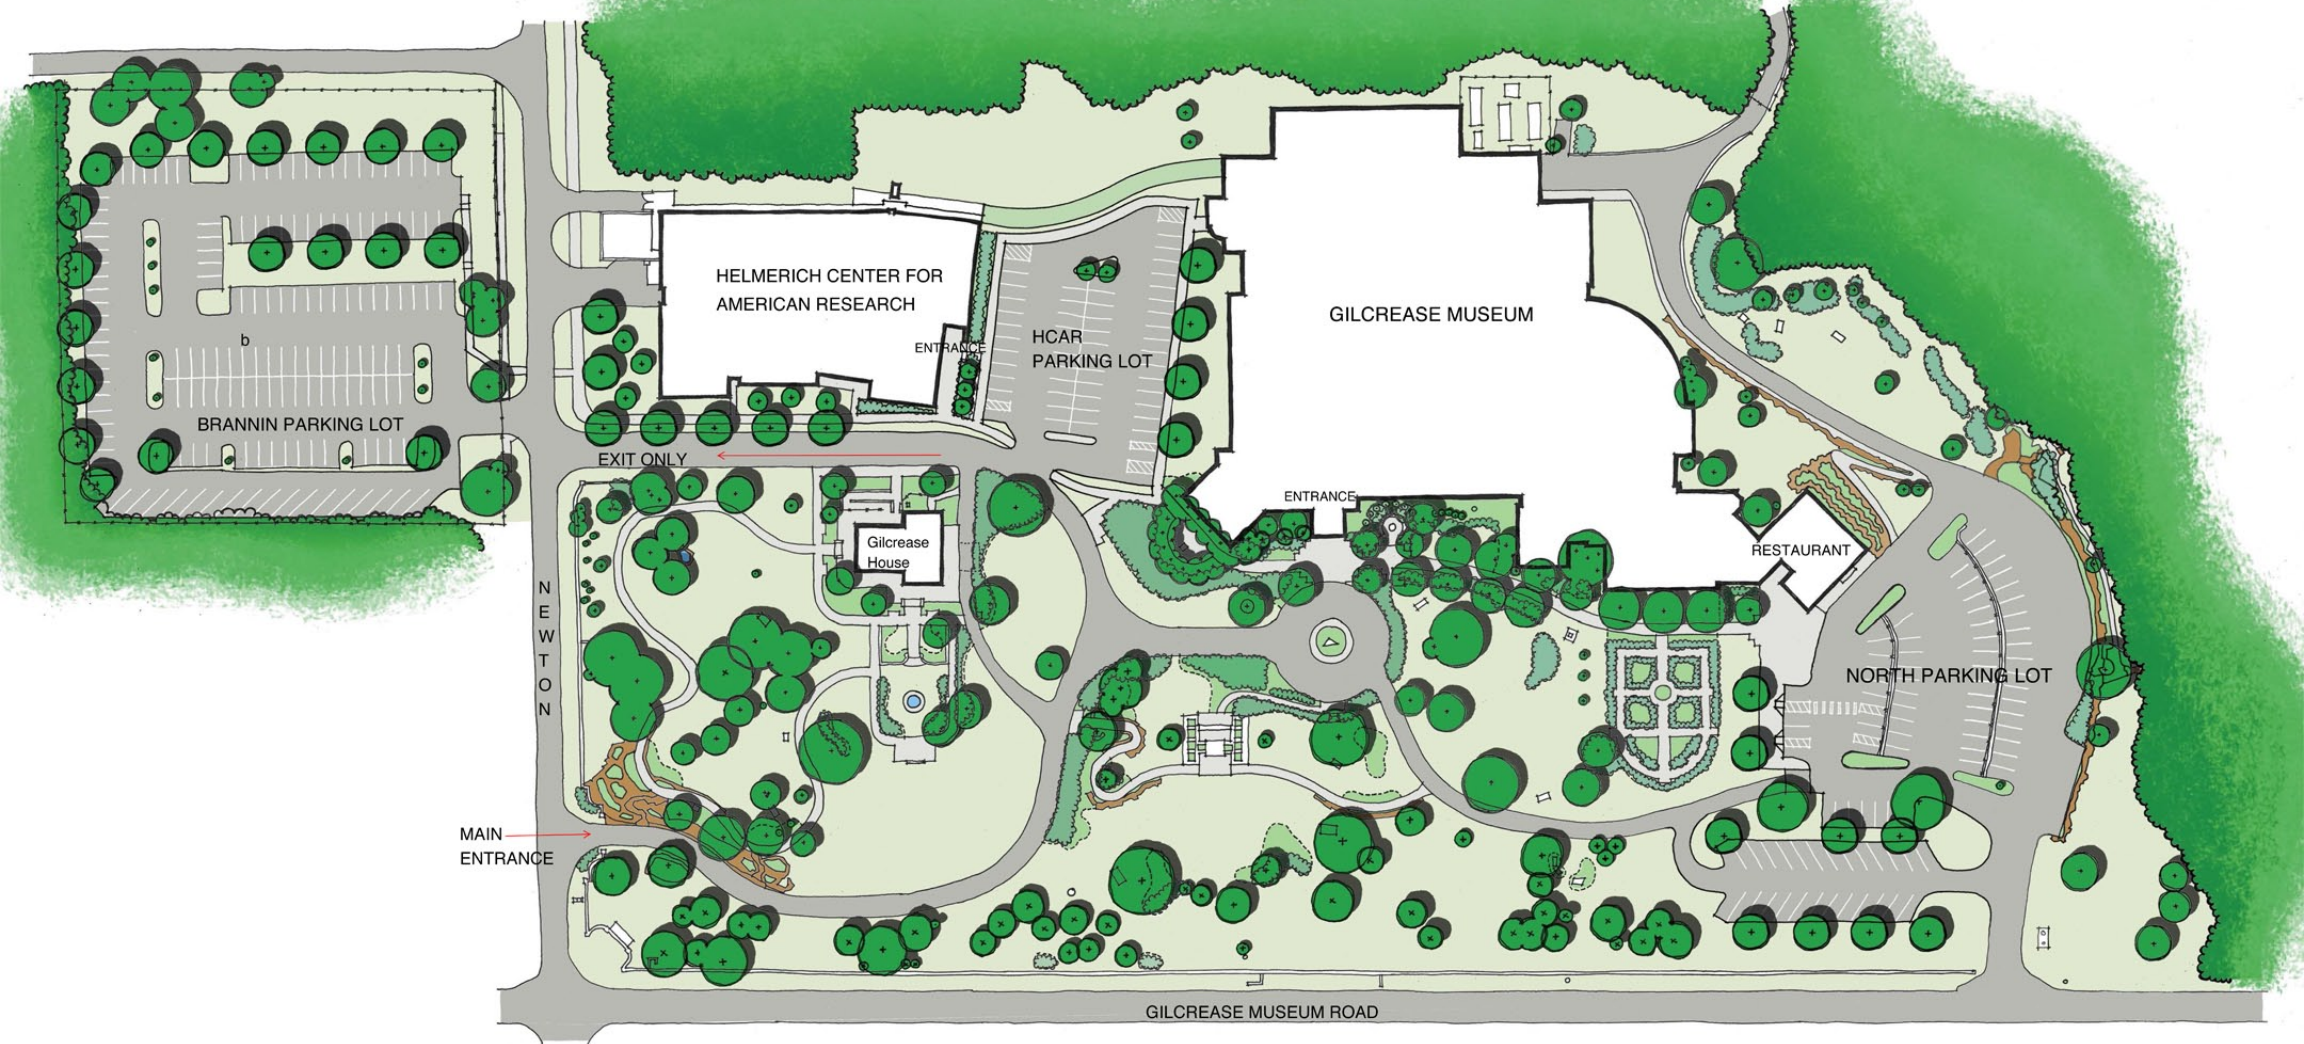 HELMERICH CENTER FOR
AMERICAN RESEARCH
ENTRANCE
HCAR
PARKING LOT
GILCREASE MUSEUM
b
BRANNIN PARKING LOT
EXIT ONLY
ENTRANCE
Gilcrease
House
RESTAURANT
NEWTON
NORTH PARKING LOT
MAIN
ENTRANCE
GILCREASE MUSEUM ROAD